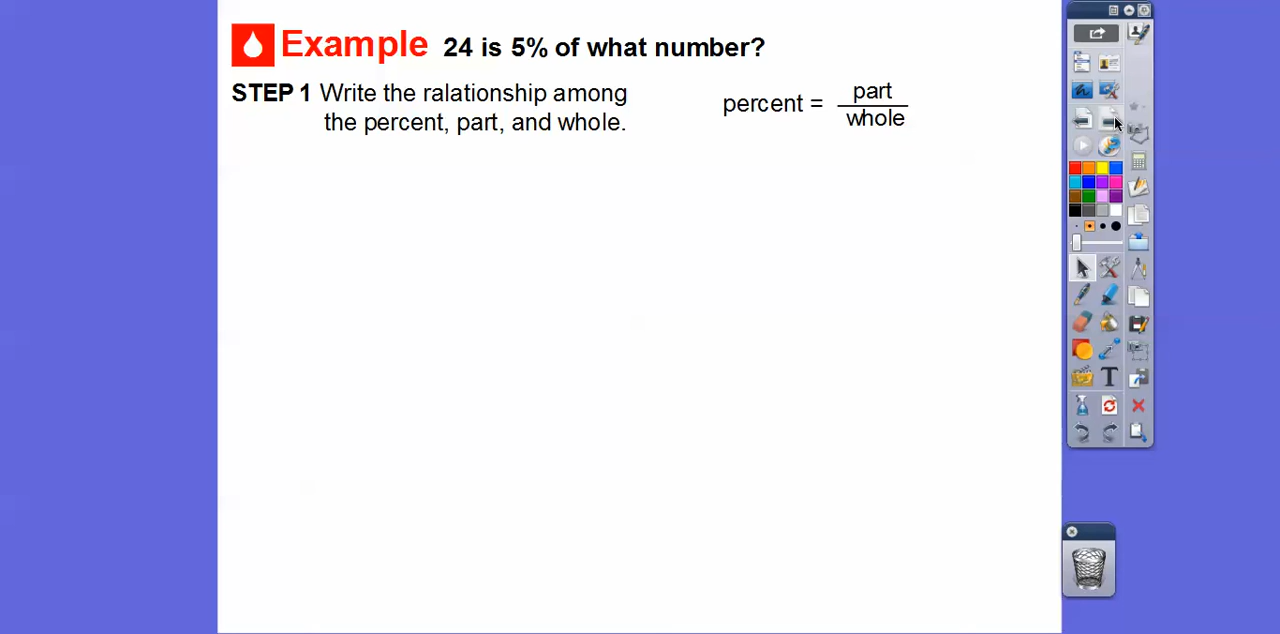 Example 24 is 5% of what number?
STEP 1 Write the ralationship among
the percent, part, and whole.
percent = part
whole
T